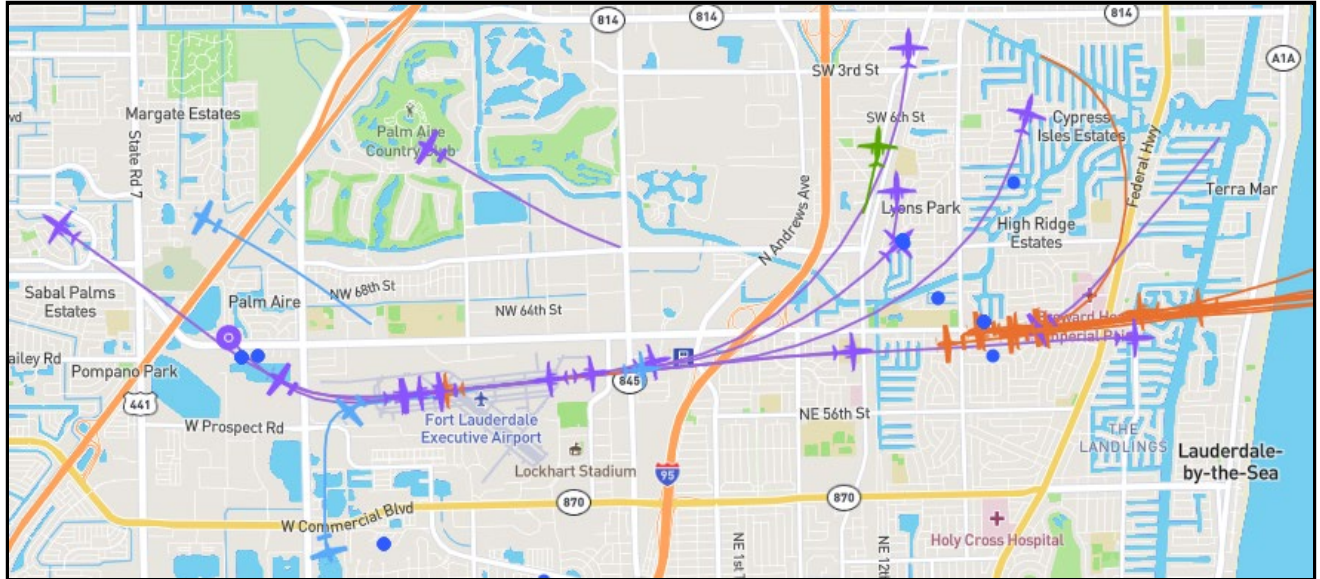 814
814
814
A1A
SW 3rd St
Margate Estates
vd
State Rd 7
Palm Aire
Country Club
SW 6th St
Cypress
Isles Estates
Federal Hwy
Terra Mar
N Andrews Ave
Lyons Park
High Ridge
Estates
Sabal Palms
Estates
Palm Aire
NW 68th St
NW 64th St
ailey Rd
Pompano Park
845
441
W Prospect Rd
Fort Lauderdale
Executive Airport
NE 56th St
THE
LANDLINGS
Lauderdale-
by-the-Sea
Lockhart Stadium
95
870
870
W Commercial Blvd
NE 1st
NE 12th
Holy Cross Hospital